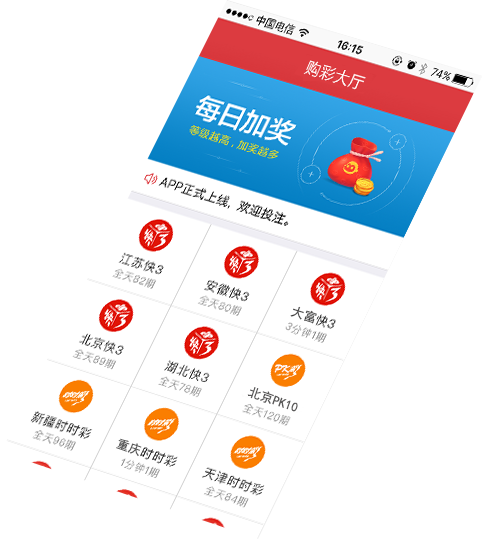 中国电信 16:15 74%
购彩大厅
每日加奖
等级越高，加奖越多
APP正式上线，欢迎投注。
江苏快3
全天82期
安徽快3
全天80期
大富快3
3分钟1期
北京快3
全天89期
湖北快3
全天78期
北京PK10
全天120期
新疆时时彩
全天96期
重庆时时彩
1分钟1期
天津时时彩
全天84期